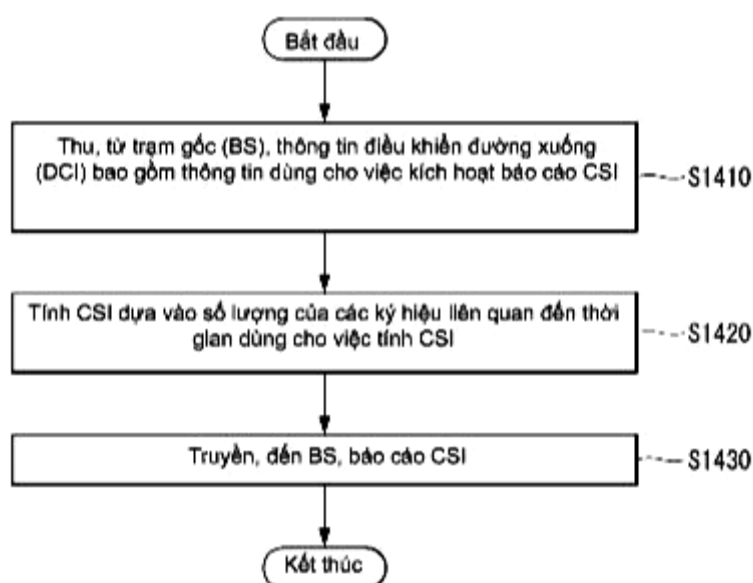 Bắt đầu
Thu, từ trạm gốc (BS), thông tin điều khiển đường xuống
(DCI) bao gồm thông tin dùng cho việc kích hoạt báo cáo CSI
S1410
Tính CSI dựa vào số lượng của các ký hiệu liên quan đến thời
gian dùng cho việc tính CSI
S1420
Truyền, đến BS, báo cáo CSI
S1430
Kết thúc